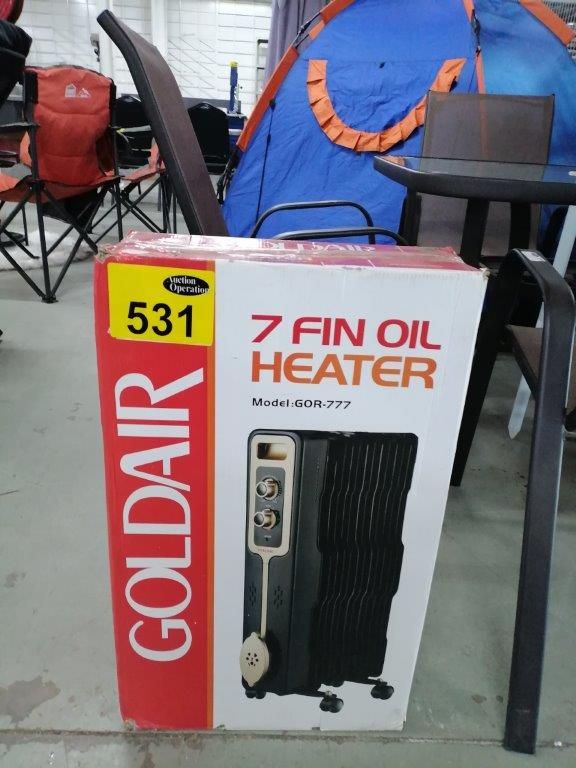 Auction
Operation
531
7 FIN OIL
HEATER
Model:GOR-777
GOLDAIR
GOLDAIR